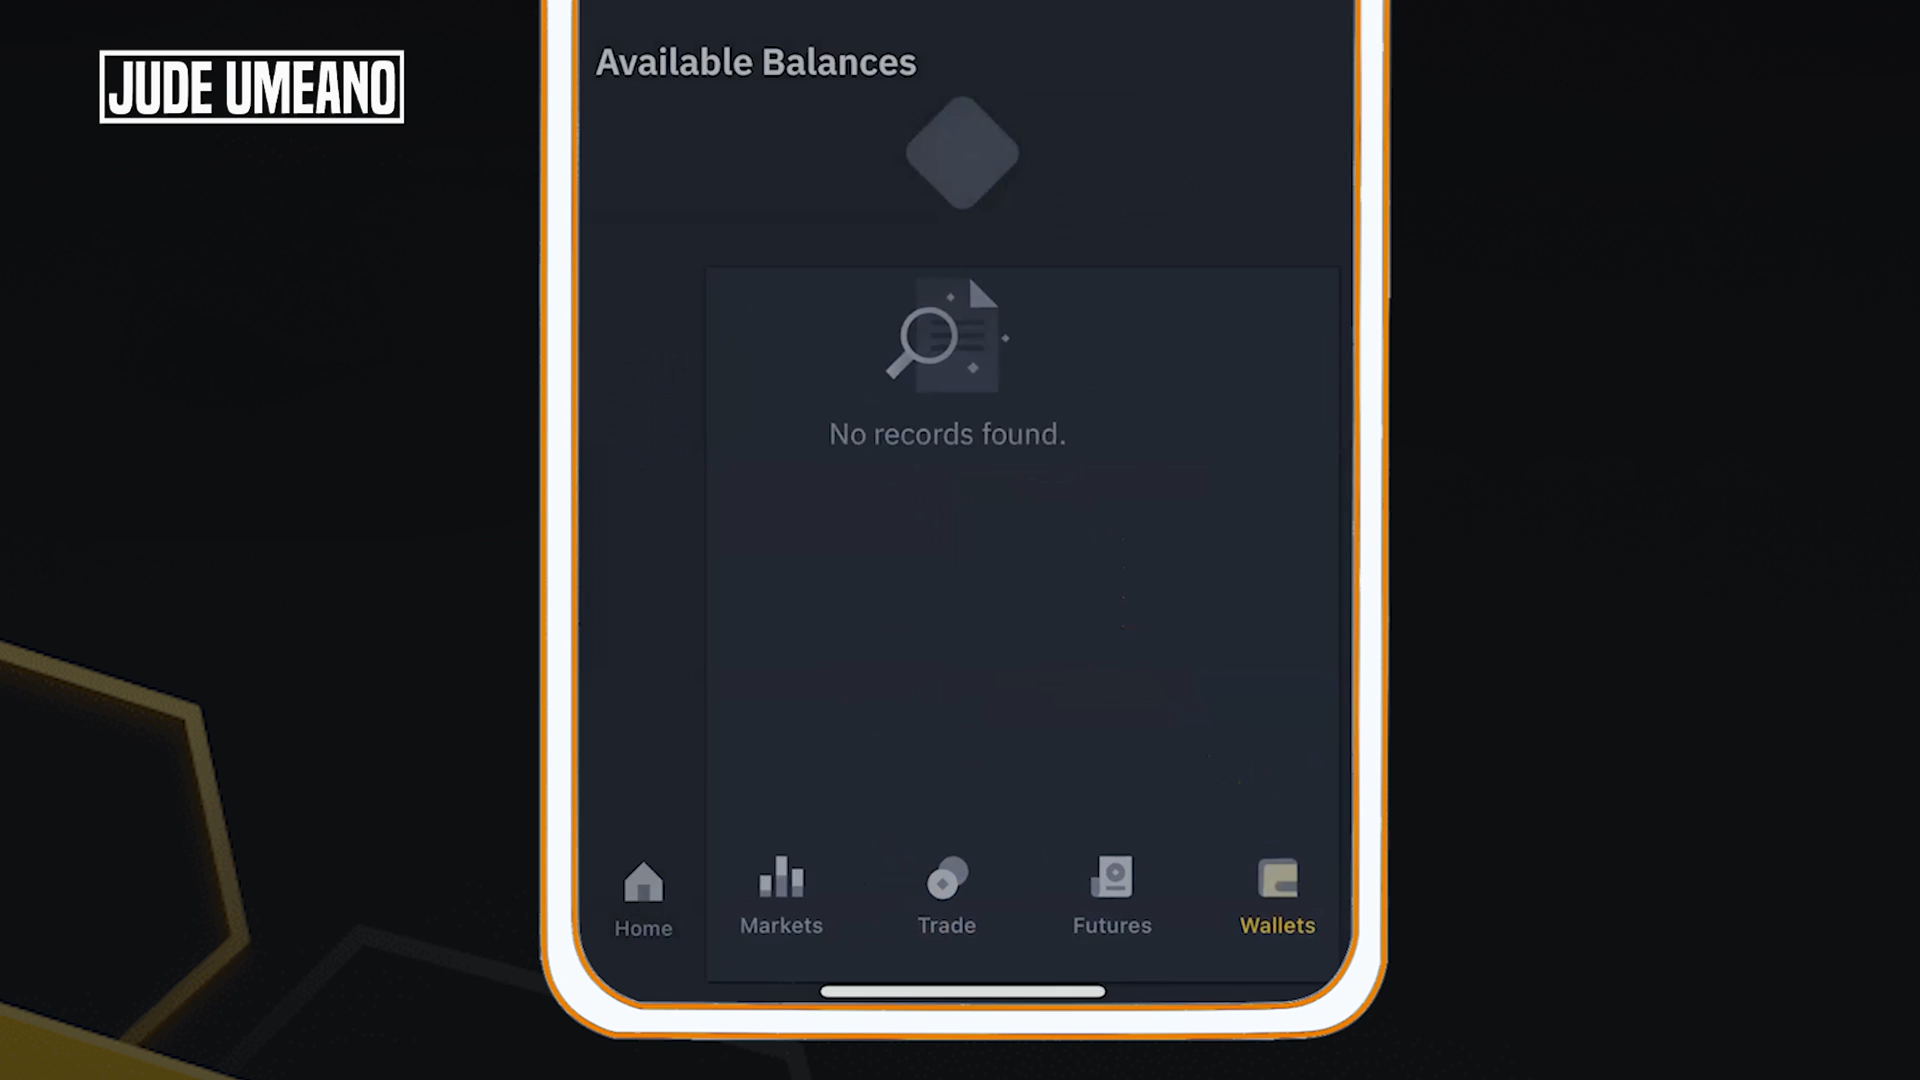 JUDE UMEANO
Available Balances
No records found.
Home
Markets
Trade
Futures
Wallets